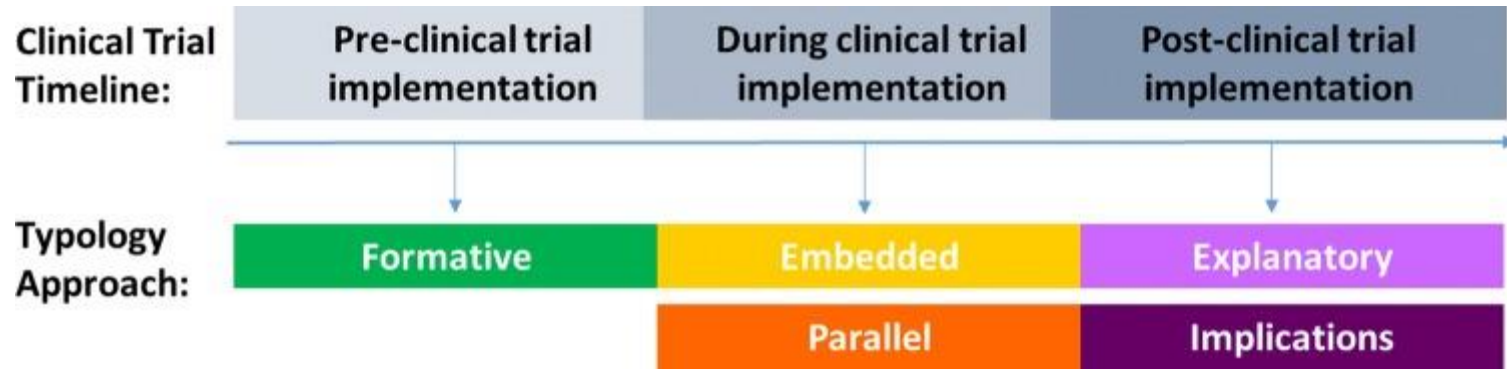 Clinical Trial
Timeline:
Pre-clinical trial
implementation
During clinical trial
implementation
Post-clinical trial
implementation
Typology
Approach:
Formative
Embedded
Explanatory
Parallel
Implications